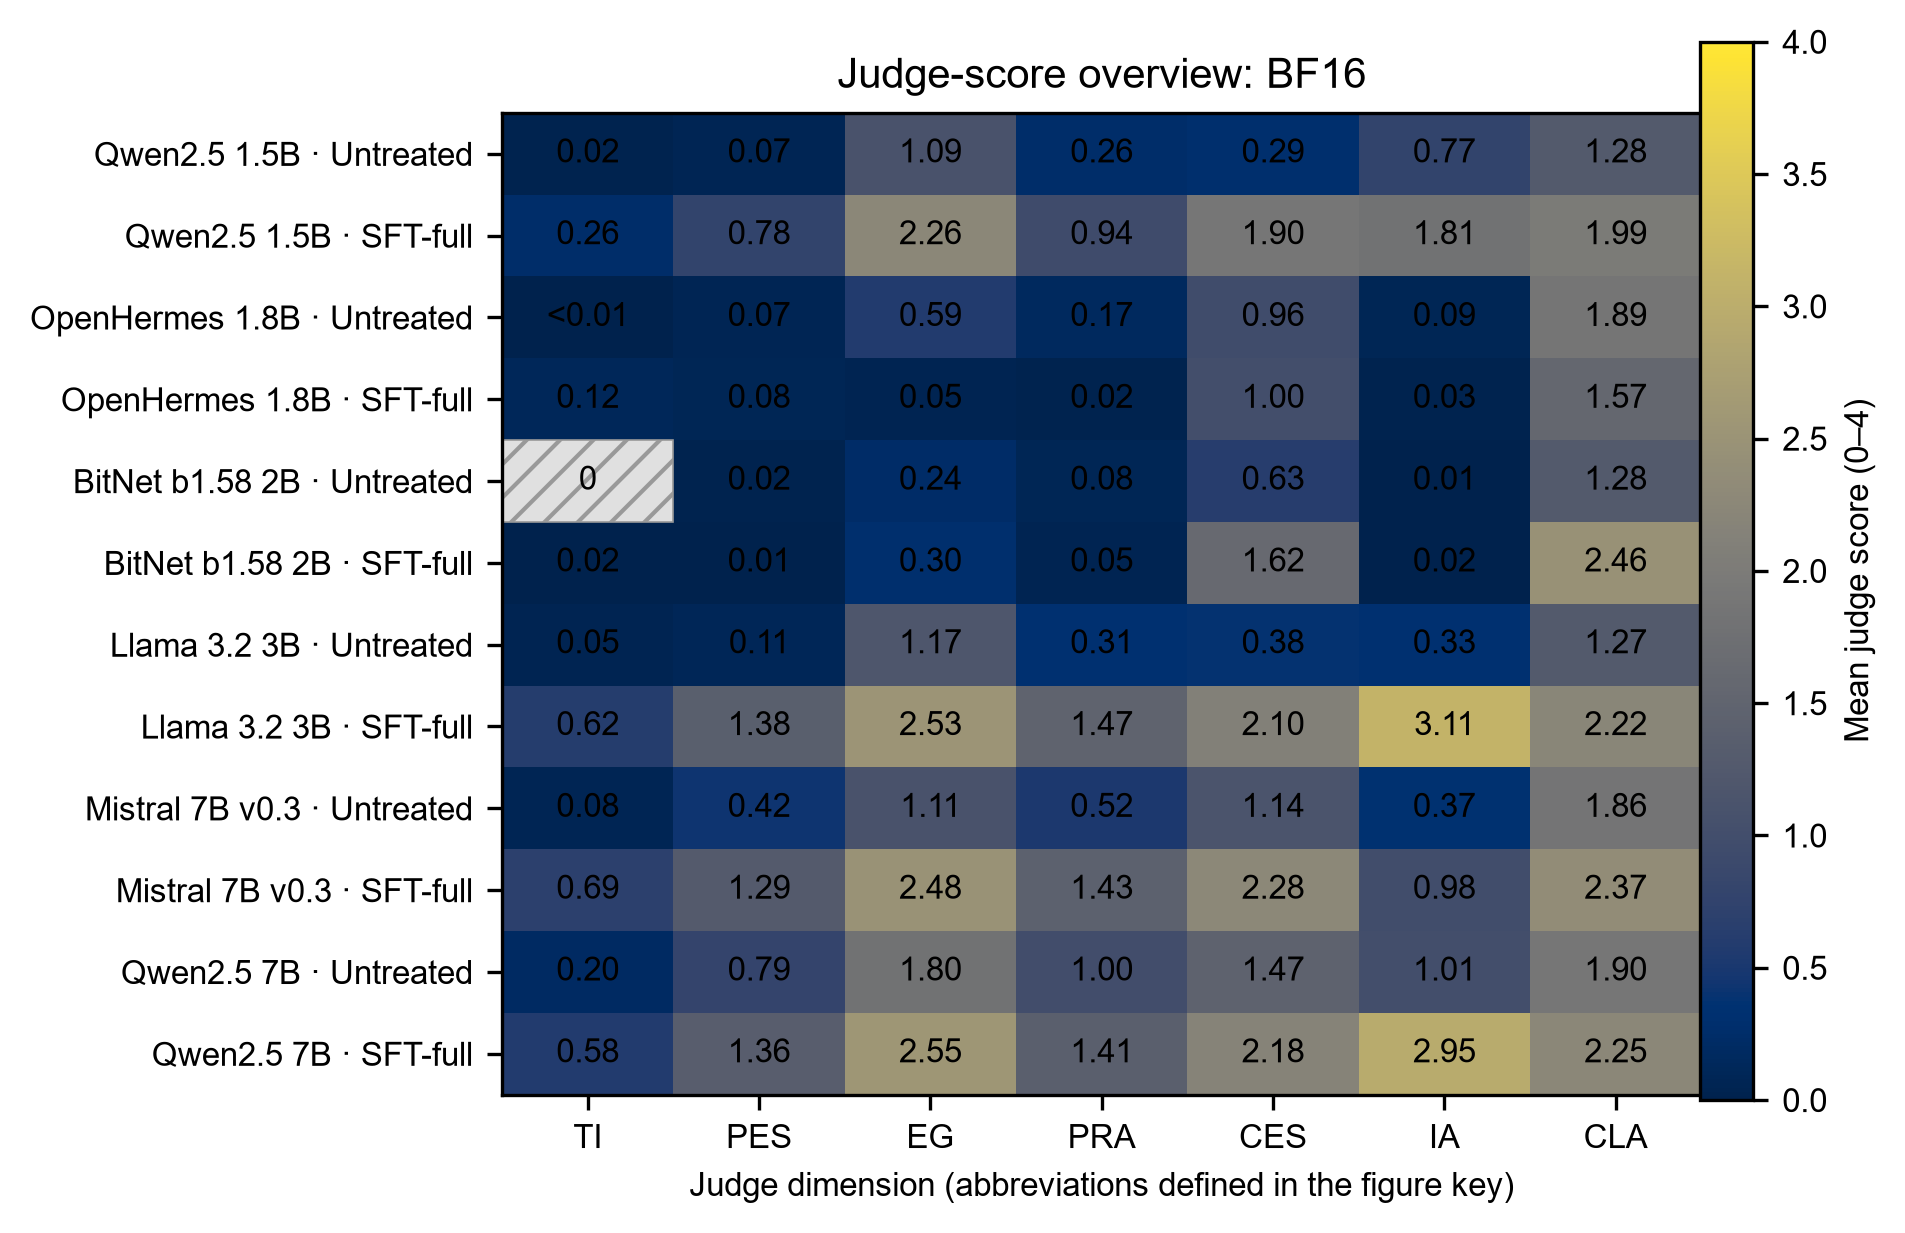 Judge-score overview: BF16
Qwen2.5 1.5B · Untreated 0.02 0.07 1.09 0.26 0.29 0.77 1.28
Qwen2.5 1.5B · SFT-full 0.26 0.78 2.26 0.94 1.90 1.81 1.99
OpenHermes 1.8B · Untreated <0.01 0.07 0.59 0.17 0.96 0.09 1.89
OpenHermes 1.8B · SFT-full 0.12 0.08 0.05 0.02 1.00 0.03 1.57
BitNet b1.58 2B · Untreated 0 0.02 0.24 0.08 0.63 0.01 1.28
BitNet b1.58 2B · SFT-full 0.02 0.01 0.30 0.05 1.62 0.02 2.46
Llama 3.2 3B · Untreated 0.05 0.11 1.17 0.31 0.38 0.33 1.27
Llama 3.2 3B · SFT-full 0.62 1.38 2.53 1.47 2.10 3.11 2.22
Mistral 7B v0.3 · Untreated 0.08 0.42 1.11 0.52 1.14 0.37 1.86
Mistral 7B v0.3 · SFT-full 0.69 1.29 2.48 1.43 2.28 0.98 2.37
Qwen2.5 7B · Untreated 0.20 0.79 1.80 1.00 1.47 1.01 1.90
Qwen2.5 7B · SFT-full 0.58 1.36 2.55 1.41 2.18 2.95 2.25
TI PES EG PRA CES IA CLA
Judge dimension (abbreviations defined in the figure key)
4.0
3.5
3.0
2.5
2.0
1.5
1.0
0.5
0.0
Mean judge score (0–4)